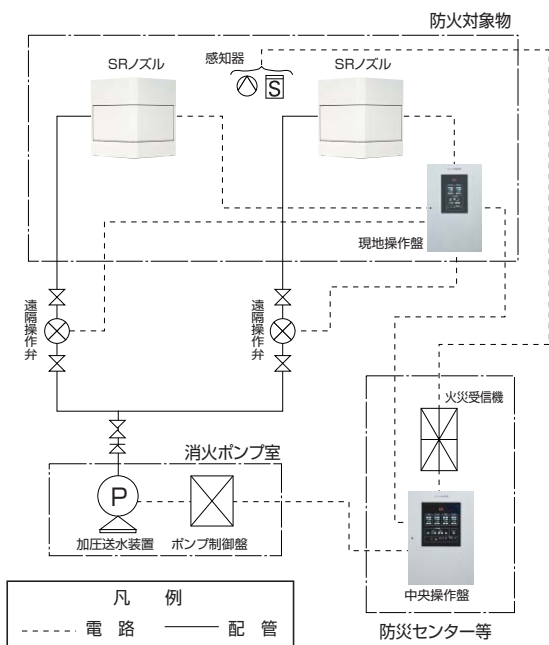 防火対象物
SRノズル
感知器
S
SRノズル
現地操作盤
遠隔操作弁
遠隔操作弁
火災受信機
消火ポンプ室
P
加圧送水装置
ポンプ制御盤
中央操作盤
防災センター等
凡 例
電 路
配 管